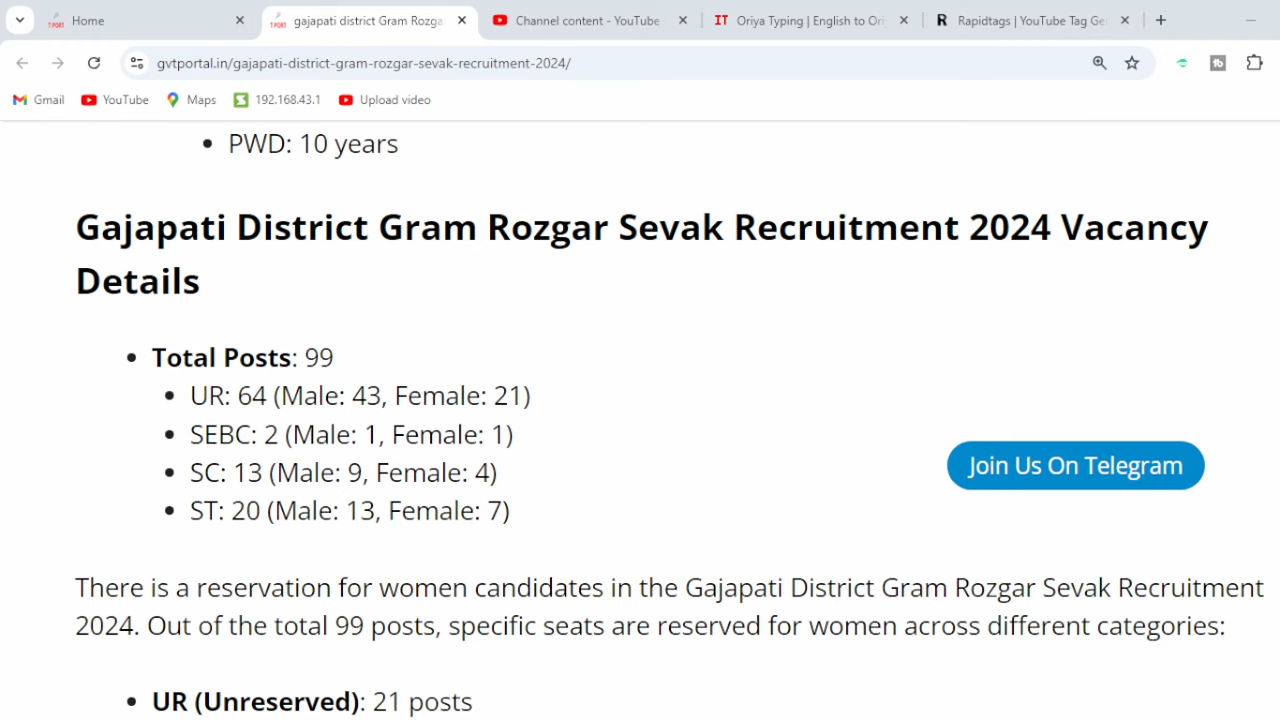 Home
gajapati district Gram Rozga
Channel content - YouTube
IT Oriya Typing | English to Ori
R Rapidtags | YouTube Tag Gen
gvtportal.in/gajapati-district-gram-rozgar-sevak-recruitment-2024/
Gmail
YouTube
Maps
192.168.43.1
Upload video
• PWD: 10 years
Gajapati District Gram Rozgar Sevak Recruitment 2024 Vacancy
Details
• Total Posts: 99
• UR: 64 (Male: 43, Female: 21)
• SEBC: 2 (Male: 1, Female: 1)
• SC: 13 (Male: 9, Female: 4)
• ST: 20 (Male: 13, Female: 7)
Join Us On Telegram
There is a reservation for women candidates in the Gajapati District Gram Rozgar Sevak Recruitment
2024. Out of the total 99 posts, specific seats are reserved for women across different categories:
• UR (Unreserved): 21 posts